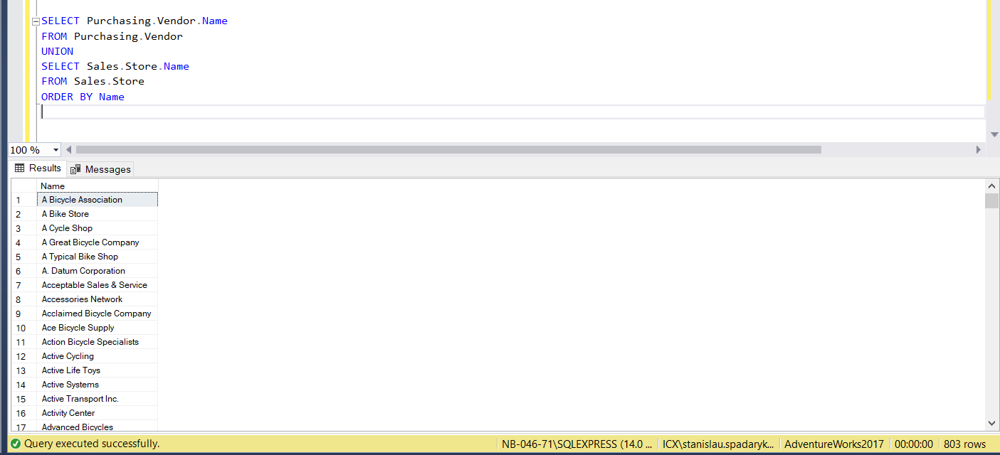 SELECT Purchasing.Vendor.Name
FROM Purchasing.Vendor
UNION
SELECT Sales.Store.Name
FROM Sales.Store
ORDER BY Name
100 %
Results Messages
Name
1 A Bicycle Association
2 A Bike Store
3 A Cycle Shop
4 A Great Bicycle Company
5 A Typical Bike Shop
6 A. Datum Corporation
7 Acceptable Sales & Service
8 Accessories Network
9 Acclaimed Bicycle Company
10 Ace Bicycle Supply
11 Action Bicycle Specialists
12 Active Cycling
13 Active Life Toys
14 Active Systems
15 Active Transport Inc.
16 Activity Center
17 Advanced Bicycles
Query executed successfully. NB-046-71\SQLEXPRESS (14.0 ... ICX\stanislau.spadaryk... AdventureWorks2017 00:00:00 803 rows